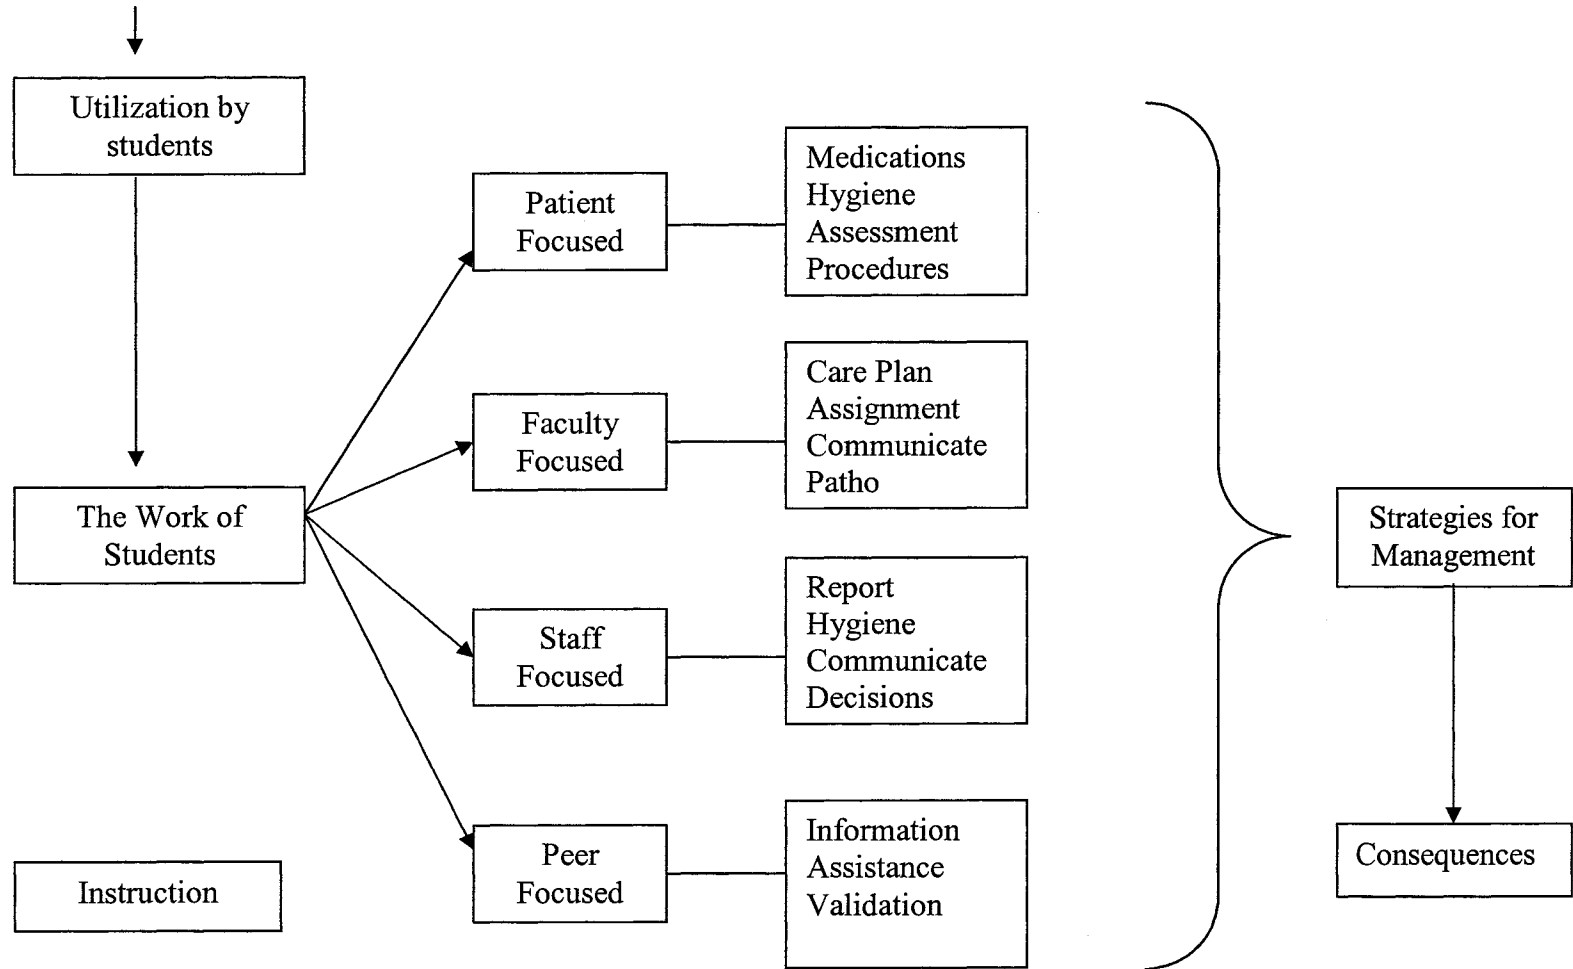 Utilization by
students
The Work of
Students
Instruction
Patient
Focused
Faculty
Focused
Staff
Focused
Peer
Focused
Medications
Hygiene
Assessment
Procedures
Care Plan
Assignment
Communicate
Patho
Report
Hygiene
Communicate
Decisions
Information
Assistance
Validation
Strategies for
Management
Consequences